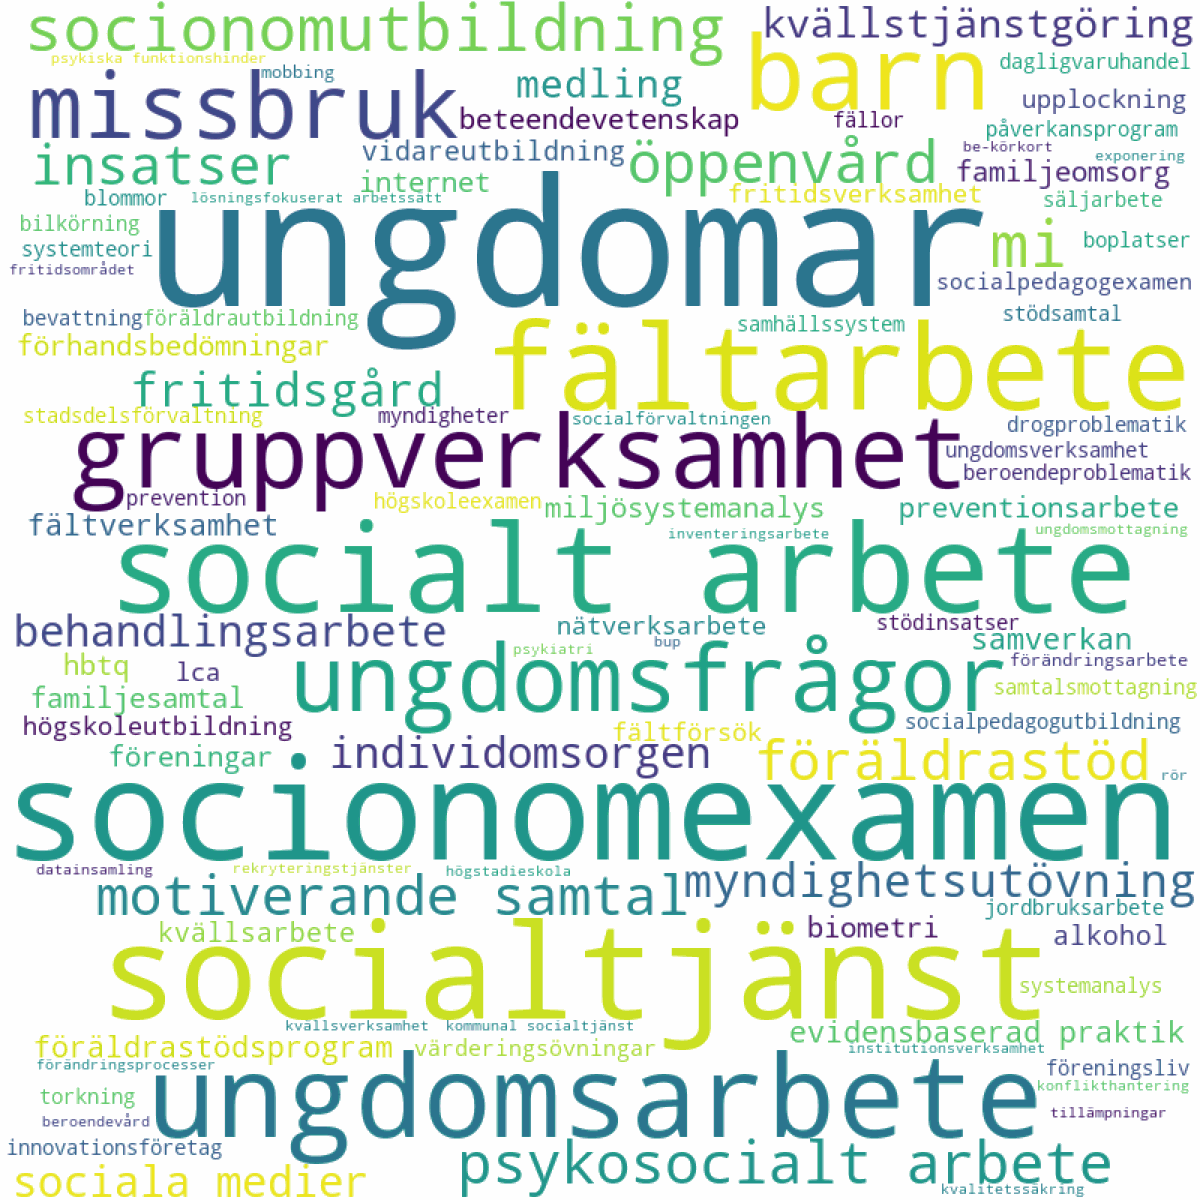 socionomutbildning
kvällstjänstgöring
psykiska funktionshinder
mobbing
barn
dagligvaruhandel
missbruk
medling
upplockning
beteendevetenskap
fällor
påverkansprogram
insatser
vidareutbildning
öppenvård
be-körkort
exponering
familjeomsorg
internet
blommor
lösningsfokuserat arbetssätt
fritidsverksamhet
säljarbete
bilkörning
ungdomar
mi
boplatser
systemteori
fritidsområdet
socialpedagogexamen
bevattning
föräldrautbildning
samhällssystem
stödsamtal
förhandsbedömningar
fältarbete
fritidsgård
stadsdelsförvaltning
myndigheter
socialförvaltningen
drogproblematik
gruppverksamhet
ungdomsverksamhet
beroendeproblematik
prevention
högskoleexamen
miljösystemanalys
preventionsarbete
fältverksamhet
inventeringsarbete
ungdomsmottagning
socialt arbete
behandlingsarbete
nätverksarbete
stödinsatser
samverkan
bup
psykiatri
hbtq
lca
ungdomsfrågor
förändringsarbete
familjesamtal
samtalsmottagning
högskoleutbildning
fältförsök
socialpedagogutbildning
föreningar
individomsorgen
föräldrastöd
rör
socionomexamen
datainsamling
rekryteringstjänster
högstadieskola
motiverande samtal
myndighetsutövning
jordbruksarbete
kvällsarbete
biometri
alkohol
socialtjänst
systemanalys
kvällsverksamhet
kommunal socialtjänst
evidensbaserad praktik
föräldrastödsprogram
värderingsövningar
institutionsverksamhet
förändringsprocesser
föreningsliv
ungdomsarbete
konflikthantering
torkning
beroendevård
tillämpningar
innovationsföretag
psykosocialt arbete
sociala medier
kvalitetssäkring